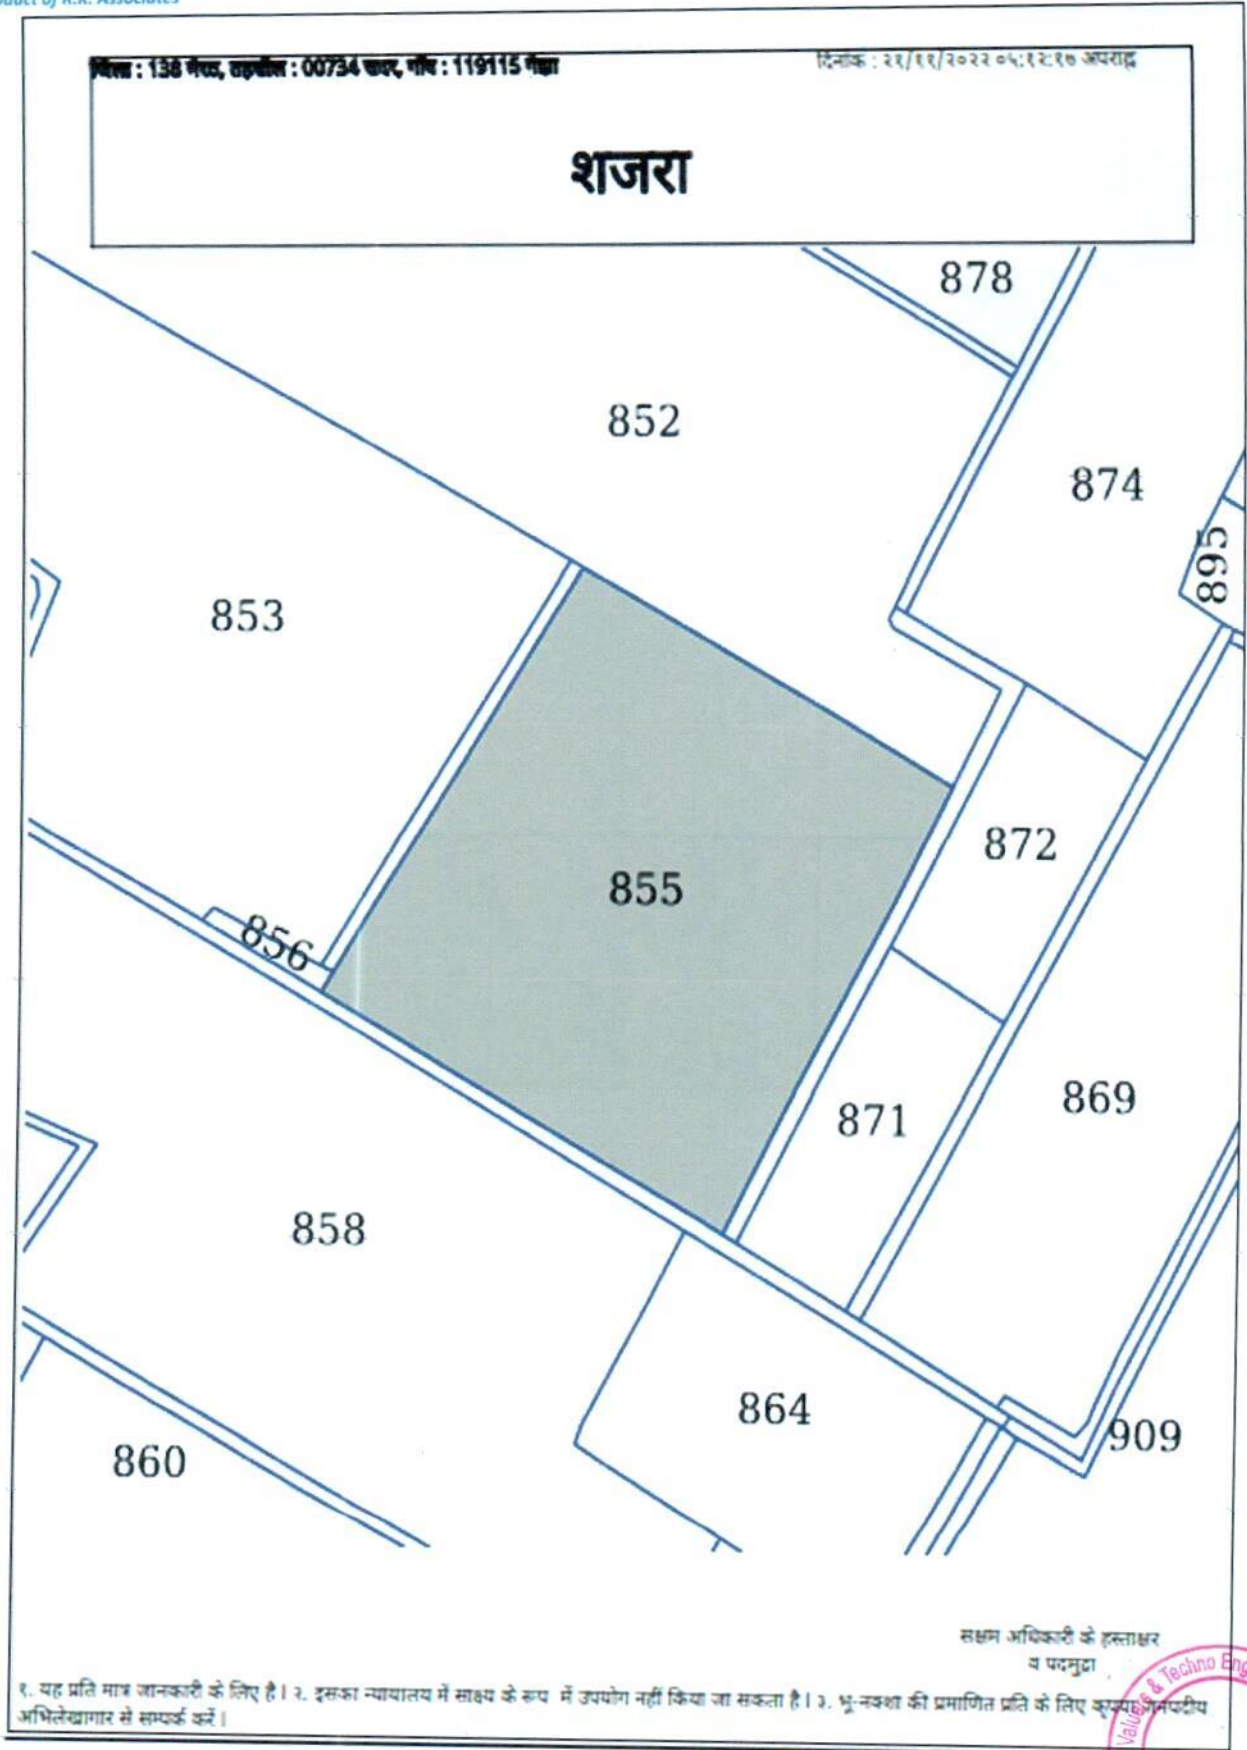 जिला : 138 मेरठ, तहसील : 00734 सदर, गाँव : 119115
दिनांक : २१/११/२०२२ ०५:१२:१७ अपराह्न
शजरा
878
852
874
895
853
872
855
856
869
871
858
864
909
860
सक्षम अधिकारी के हस्ताक्षर
व पदमुद्रा
& Techno Eng
Valuers
१. यह प्रति मात्र जानकारी के लिए है। २. इसका न्यायालय में साक्ष्य के रूप में उपयोग नहीं किया जा सकता है। ३. भू-नक्शा की प्रमाणित प्रति के लिए कृपया जनपदीय
अभिलेखागार से सम्पर्क करें।